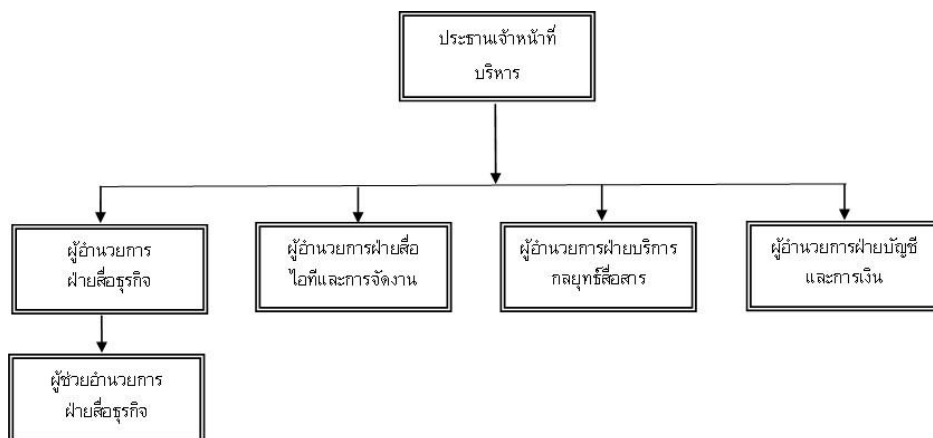 ประธานเจ้าหน้าที่
บริหาร
ผู้อำนวยการ
ฝ่ายสื่อธุรกิจ
ผู้อำนวยการฝ่ายสื่อ
ไอทีและการจัดงาน
ผู้อำนวยการฝ่ายบริการ
กลยุทธ์สื่อสาร
ผู้อำนวยการฝ่ายบัญชี
และการเงิน
ผู้ช่วยอำนวยการ
ฝ่ายสื่อธุรกิจ